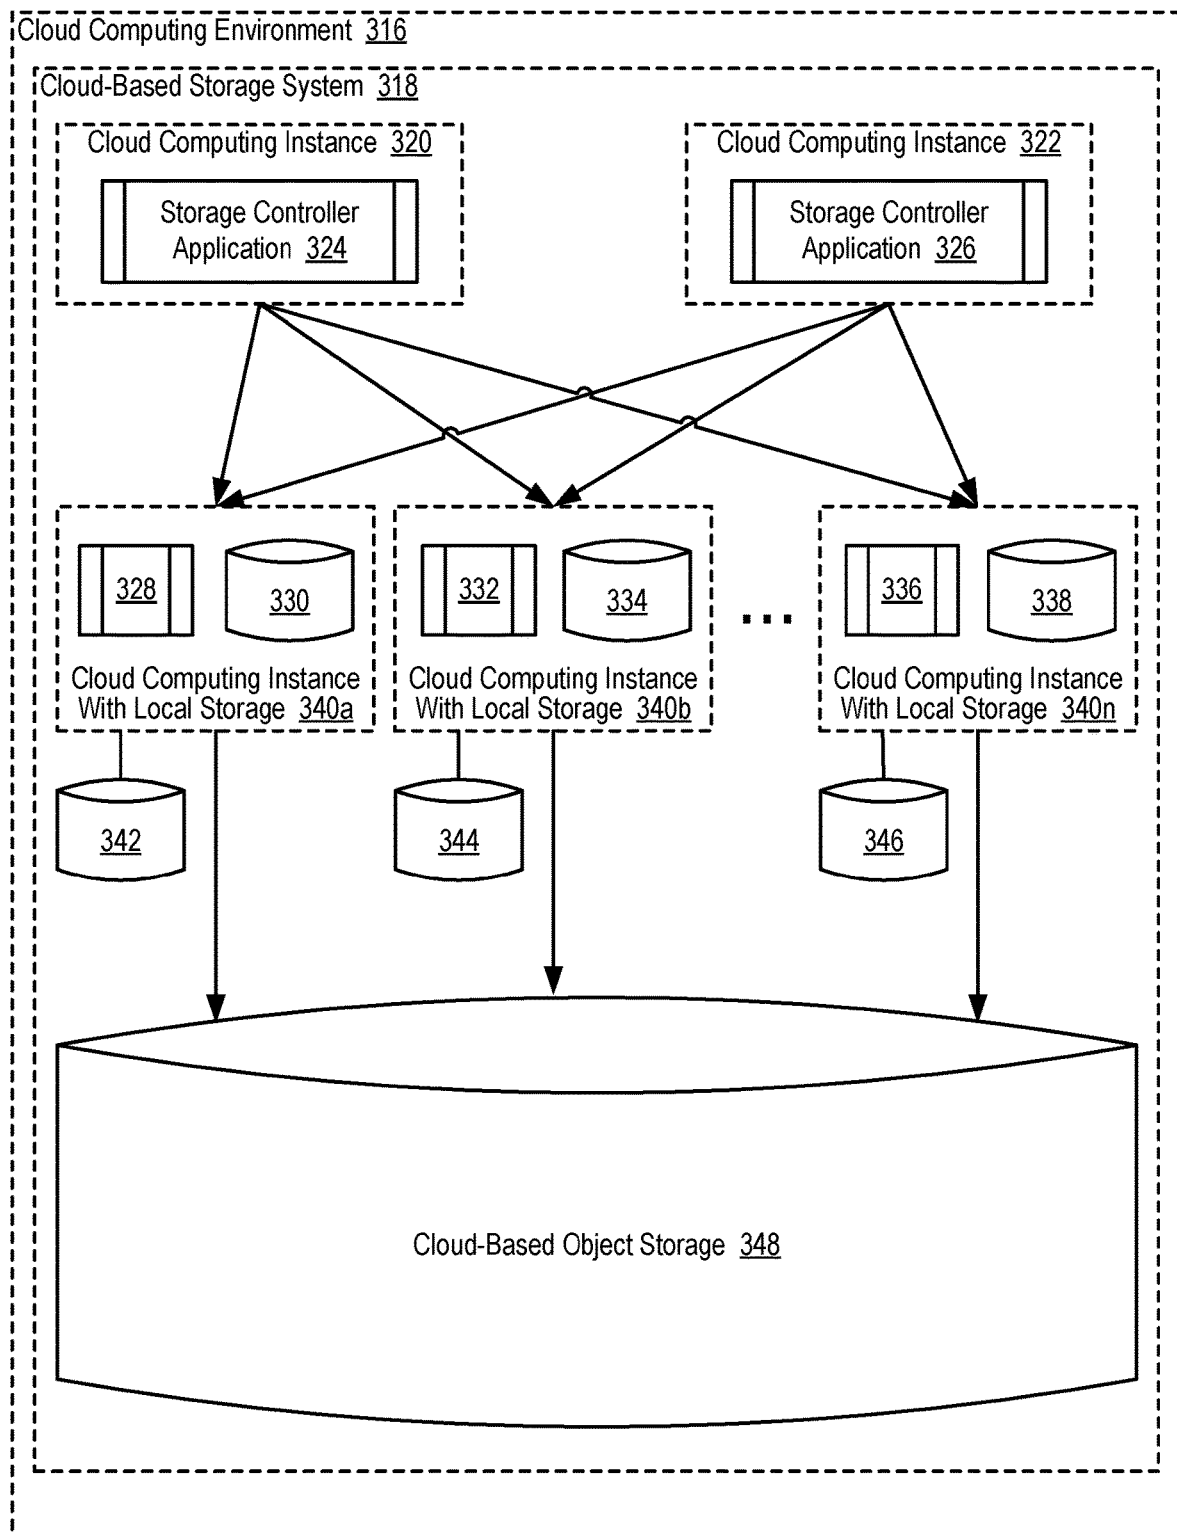 Cloud Computing Environment 316
Cloud-Based Storage System 318
Cloud Computing Instance 320
Storage Controller
Application 324
Cloud Computing Instance 322
Storage Controller
Application 326
328
330
Cloud Computing Instance
With Local Storage 340a
332
334
Cloud Computing Instance
With Local Storage 340b
...
336
338
Cloud Computing Instance
With Local Storage 340n
342
344
346
Cloud-Based Object Storage 348